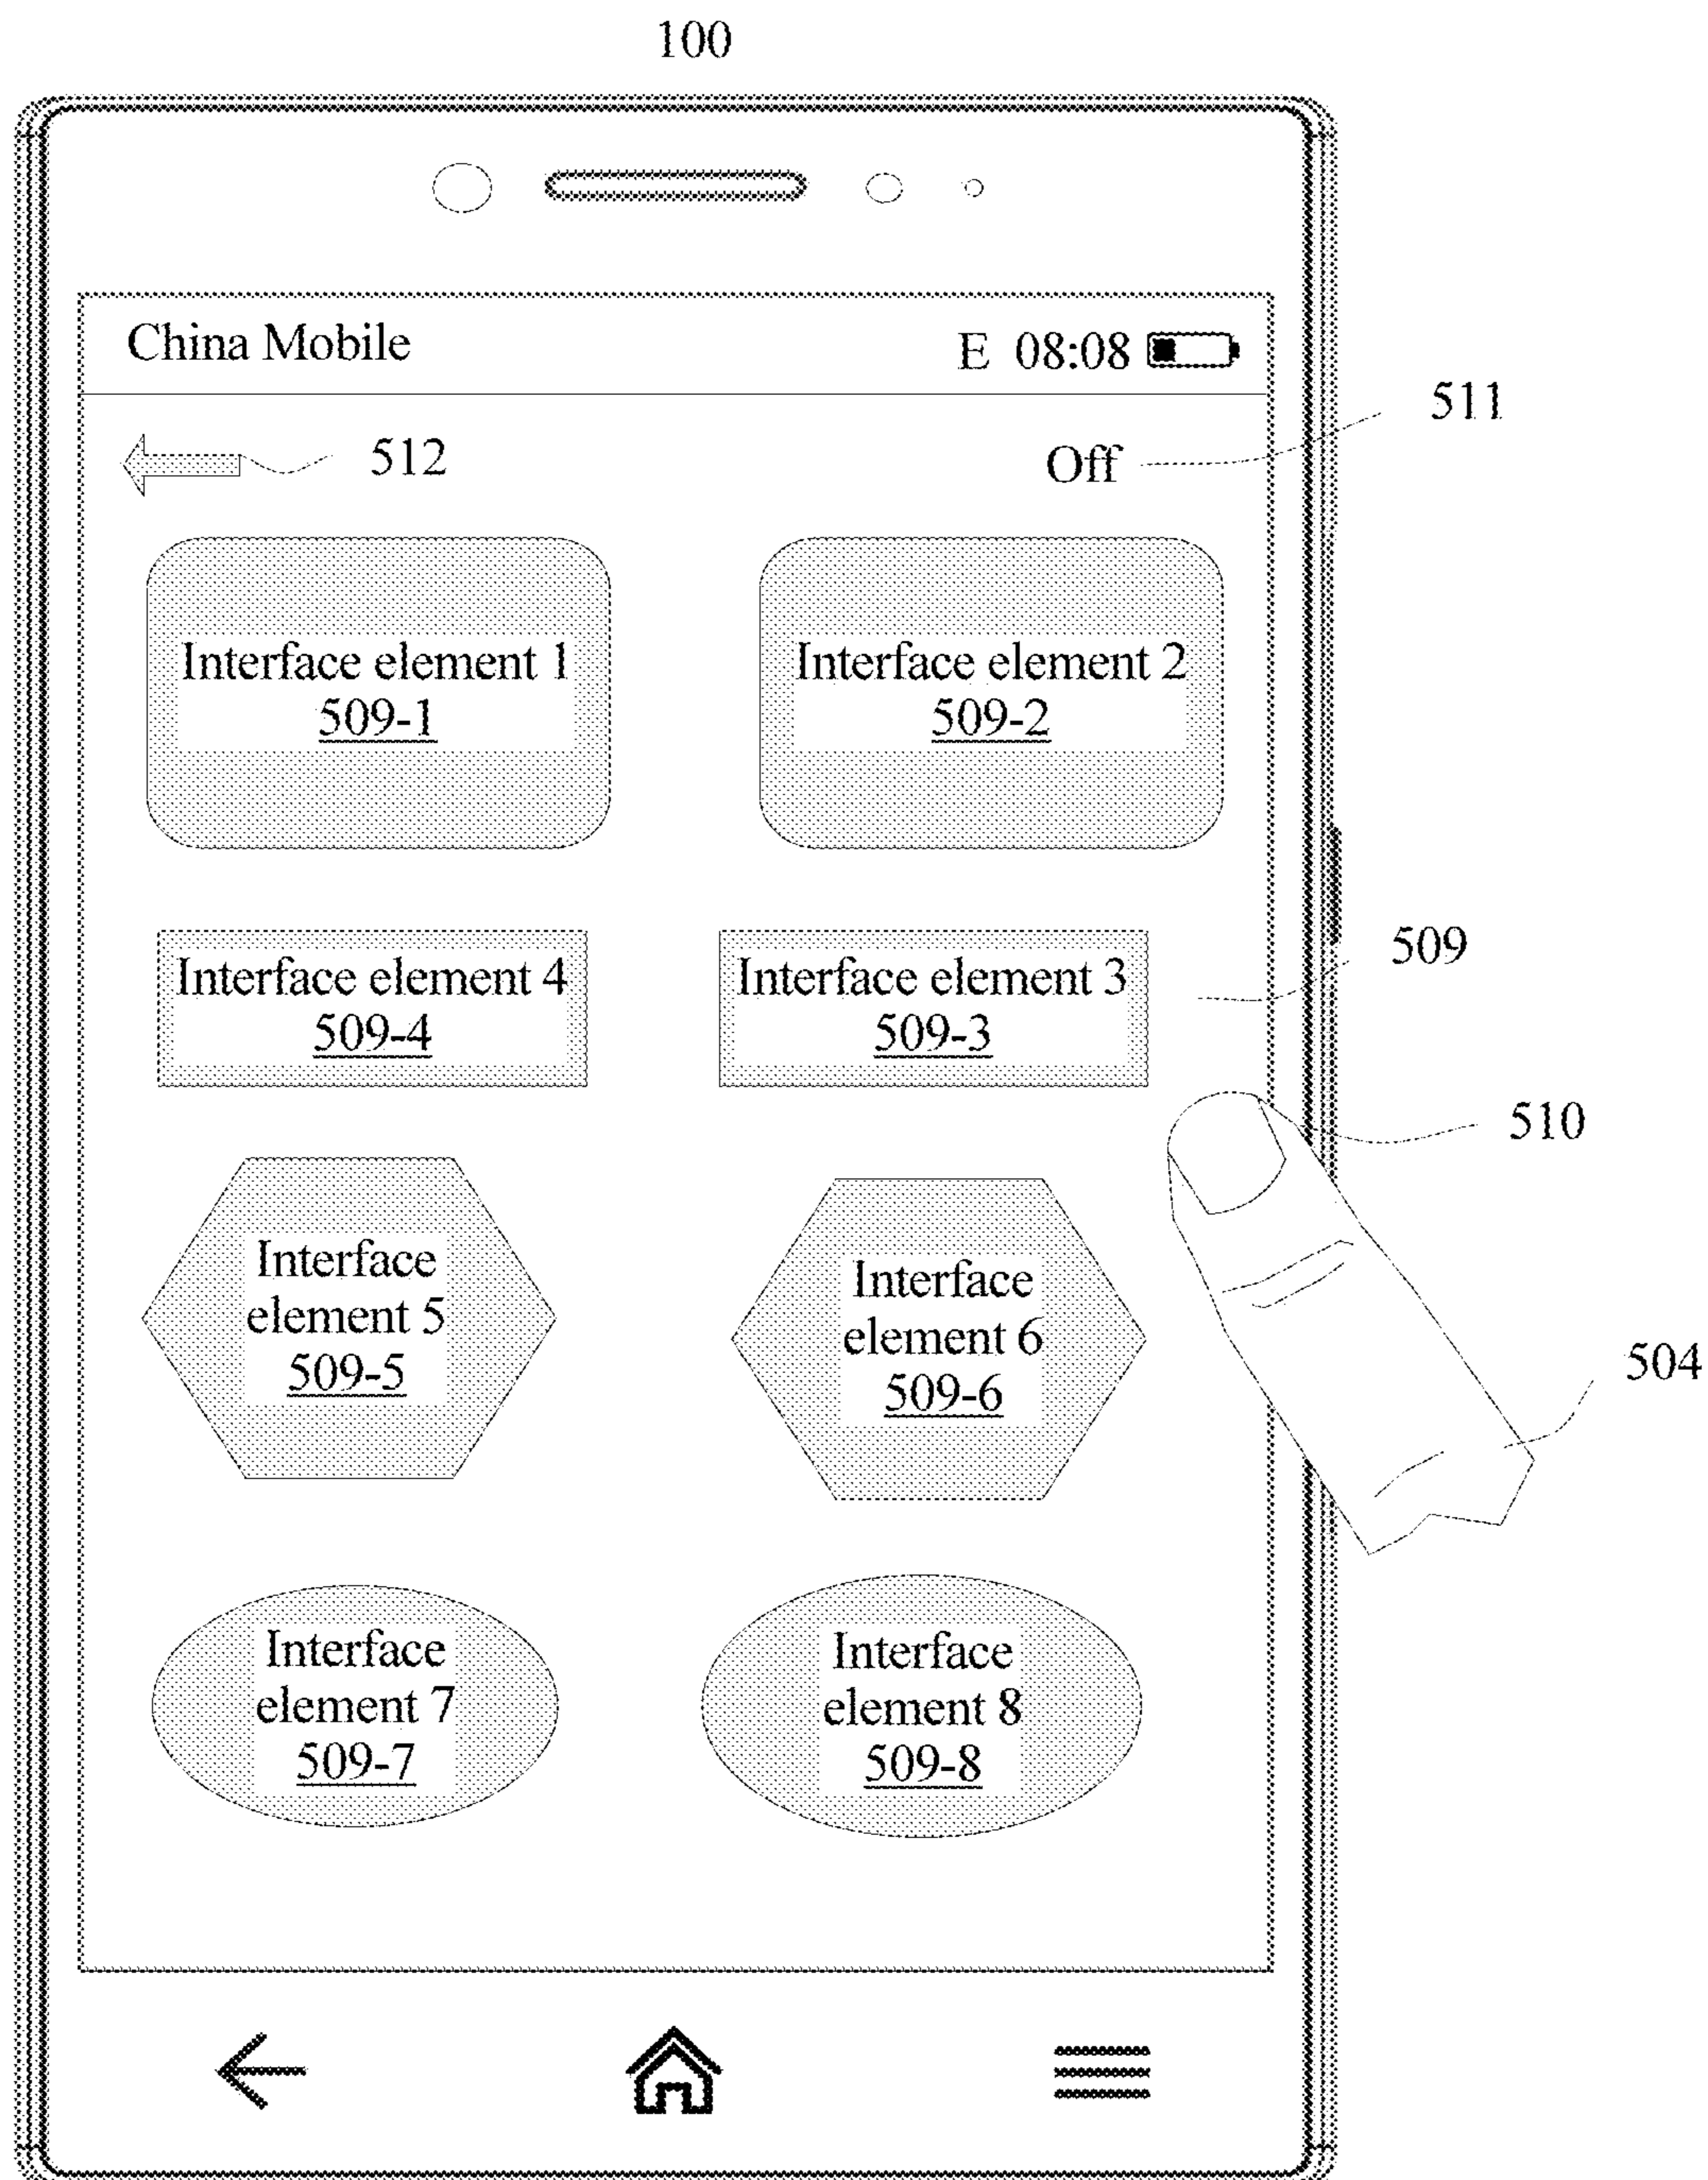 100
China Mobile
E 08:08
511
512
Off
Interface element 1
509-1
Interface element 2
509-2
509
Interface element 4
509-4
Interface element 3
509-3
510
Interface
element 5
509-5
Interface
element 6
509-6
504
Interface
element 7
509-7
Interface
element 8
509-8